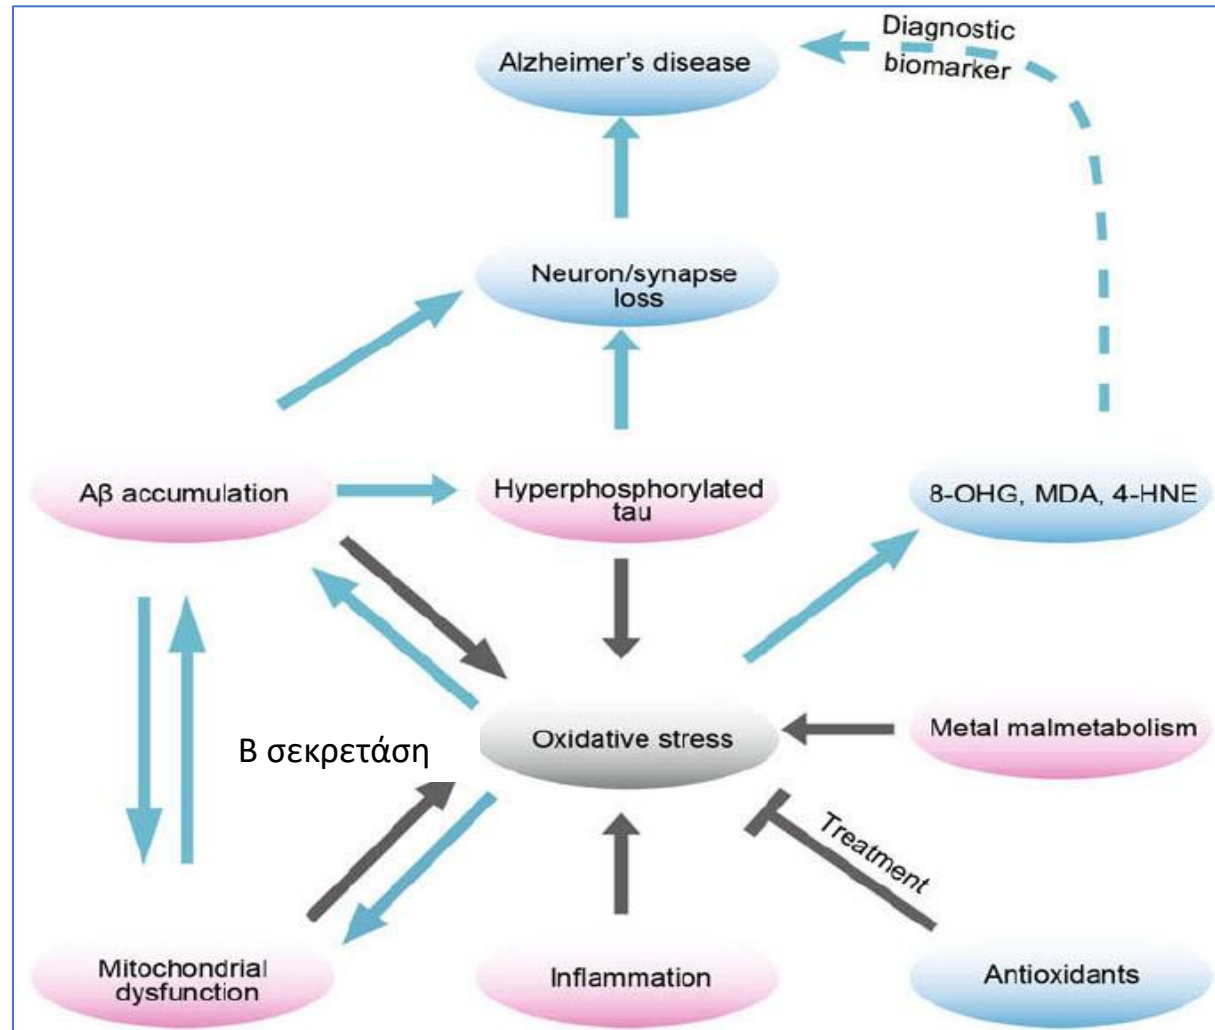 Diagnostic
biomarker
Alzheimer's disease
Neuron/synapse
loss
Aβ accumulation
Hyperphosphorylated
tau
8-OHG, MDA, 4-HNE
Β σεκρετάση
Oxidative stress
Metal malmetabolism
Treatment
Mitochondrial
dysfunction
Inflammation
Antioxidants